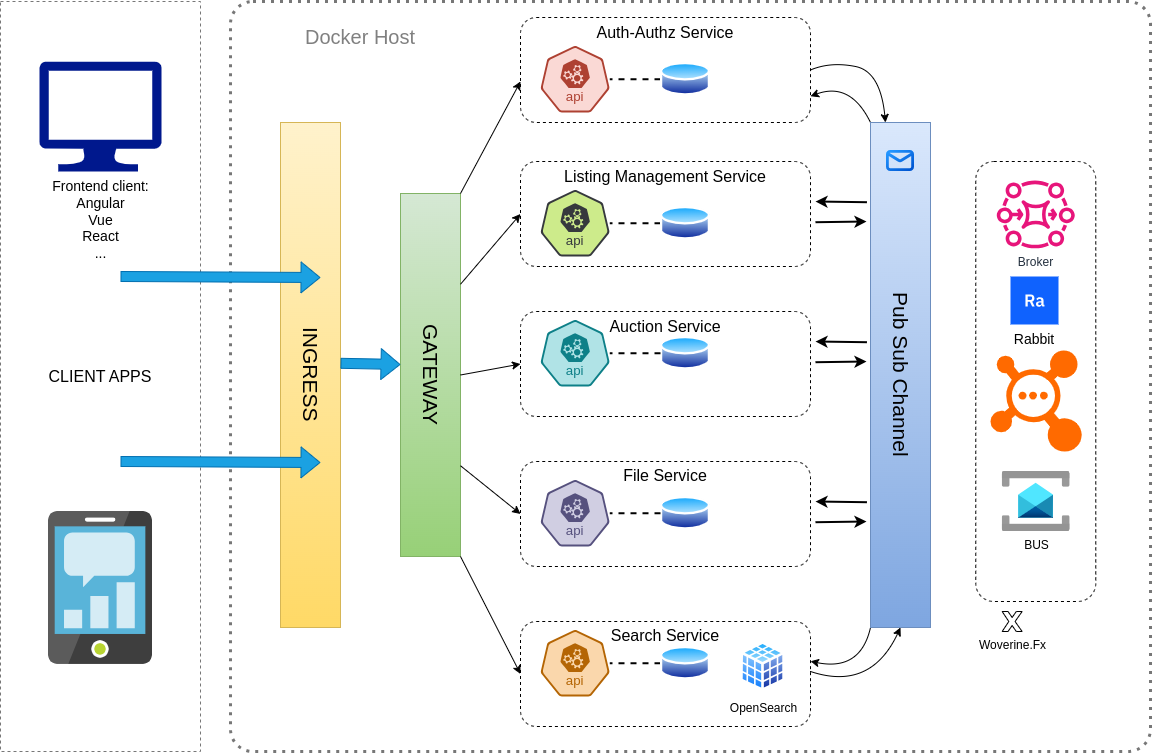 Docker Host
Frontend client:
Angular
Vue
React
...
CLIENT APPS
INGRESS
GATEWAY
Auth-Authz Service
api
Listing Management Service
api
Auction Service
api
File Service
api
Search Service
api
OpenSearch
Pub Sub Channel
Broker
Ra
Rabbit
BUS
Woverine.Fx